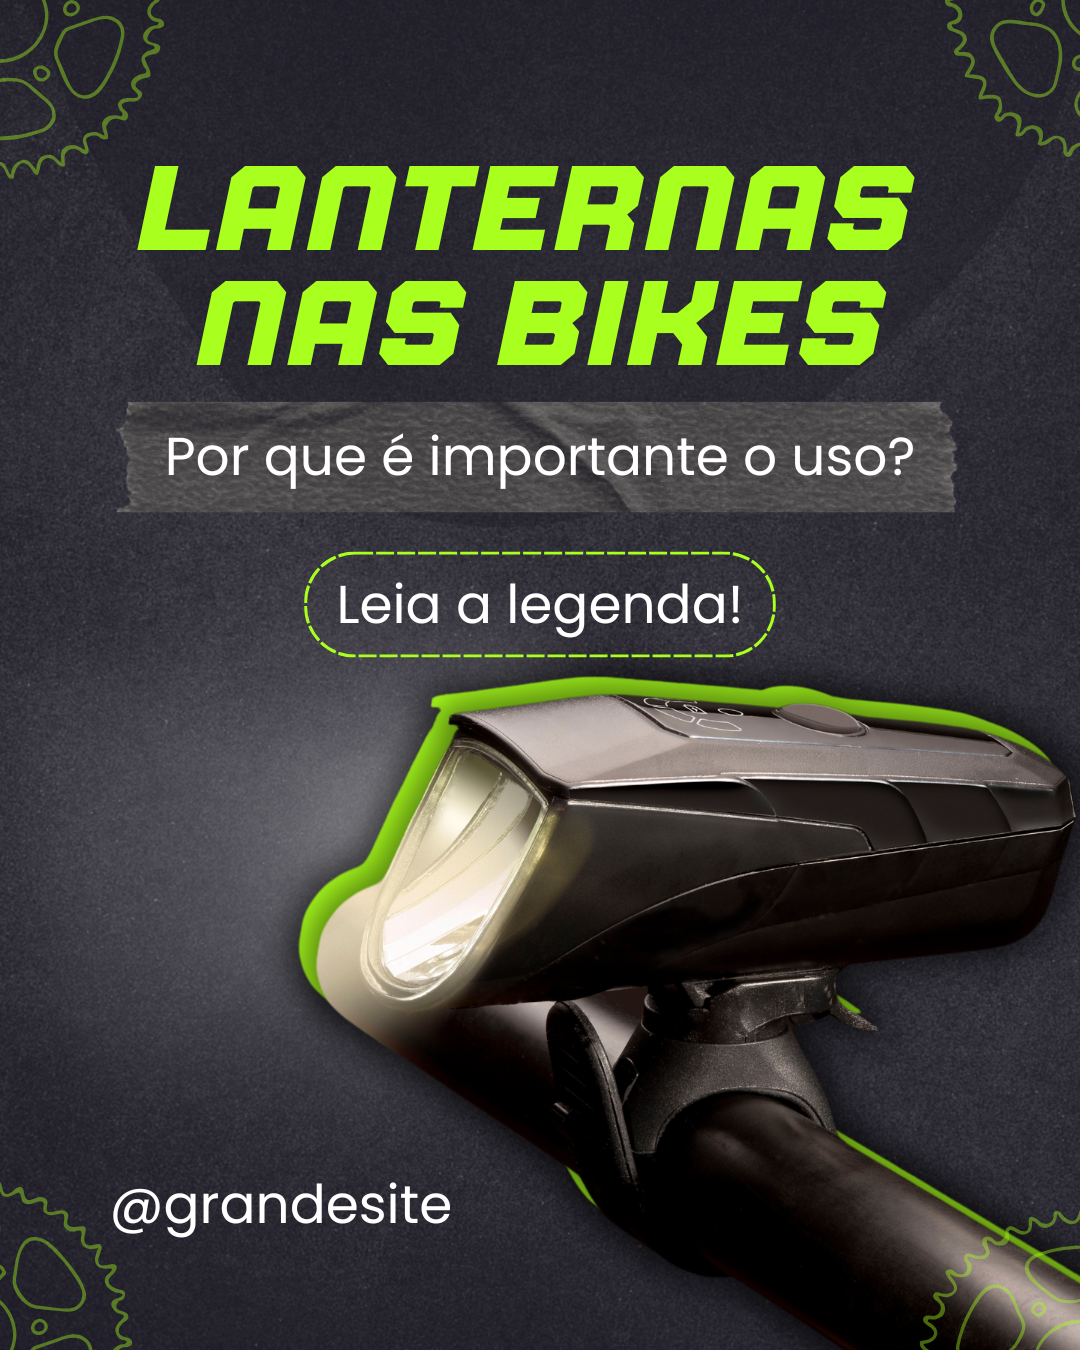 LANTERNAS
NAS BIKES
Por que é importante o uso?
Leia a legenda!
@grandesite